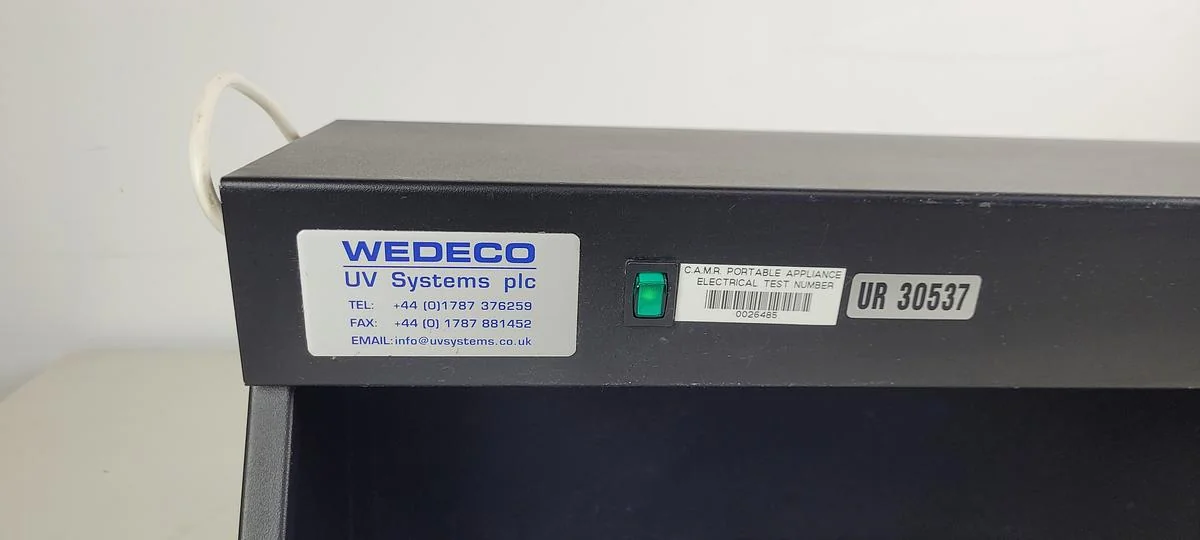 WEDECO
UV Systems plc
TEL: +44 (0)1787 376259
FAX: +44 (0) 1787 881452
EMAIL: info@uvsystems.co.uk
C.A.M.R. PORTABLE APPLIANCE
ELECTRICAL TEST NUMBER
0026485
UR 30537